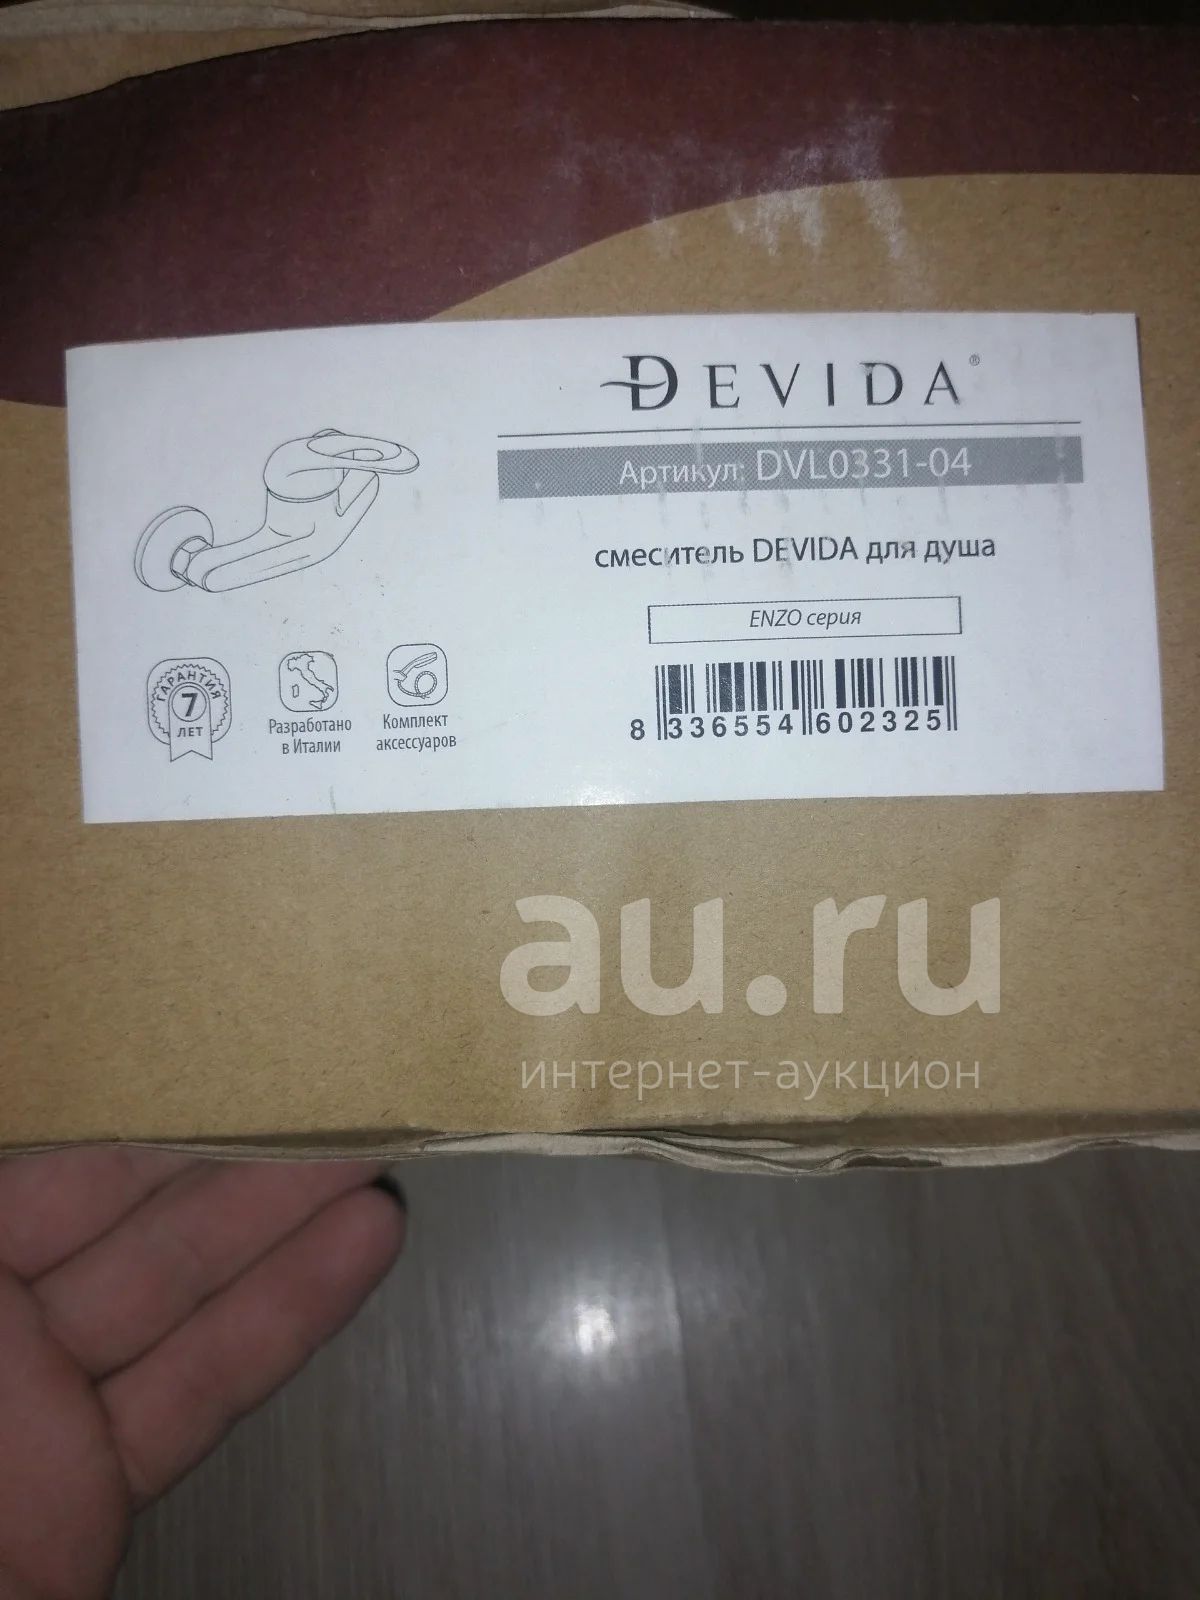 DEVIDA®
Артикул: DVL0331-04
смеситель DEVIDA для душа
ENZO серия
8 336554 602325
ГАРАНТИЯ
7
ЛЕТ
D
Разработано
в Италии
Комплект
аксессуаров
au.ru
интернет-аукцион